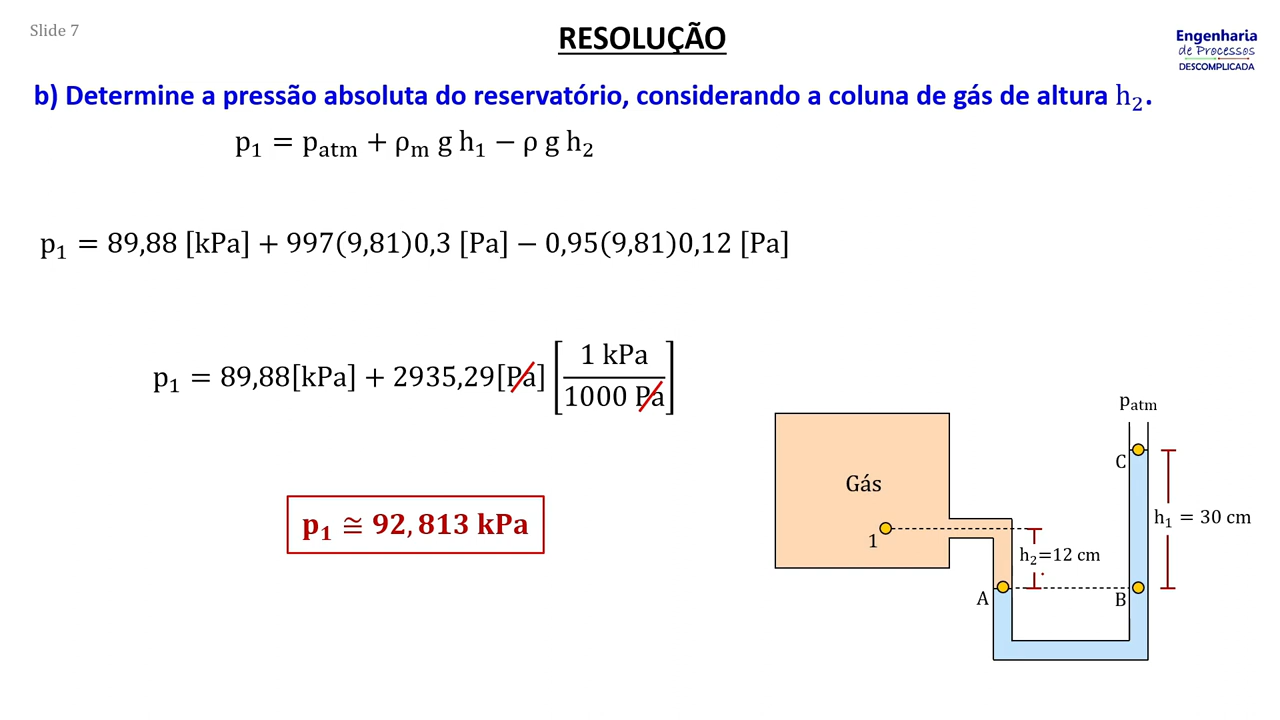 Slide 7
RESOLUÇÃO
Engenharia
de Processos
DESCOMPLICADA
b) Determine a pressão absoluta do reservatório, considerando a coluna de gás de altura h₂.
p₁ = pₐₜₘ + ρₘ g h₁ − ρ g h₂
p₁ = 89,88 [kPa] + 997(9,81)0,3 [Pa] − 0,95(9,81)0,12 [Pa]
p₁ = 89,88[kPa] + 2935,29[Pa] [1 kPa / 1000 Pa]
p₁ ≅ 92,813 kPa
pₐₜₘ
C
Gás
h₁ = 30 cm
1
h₂=12 cm
A
B